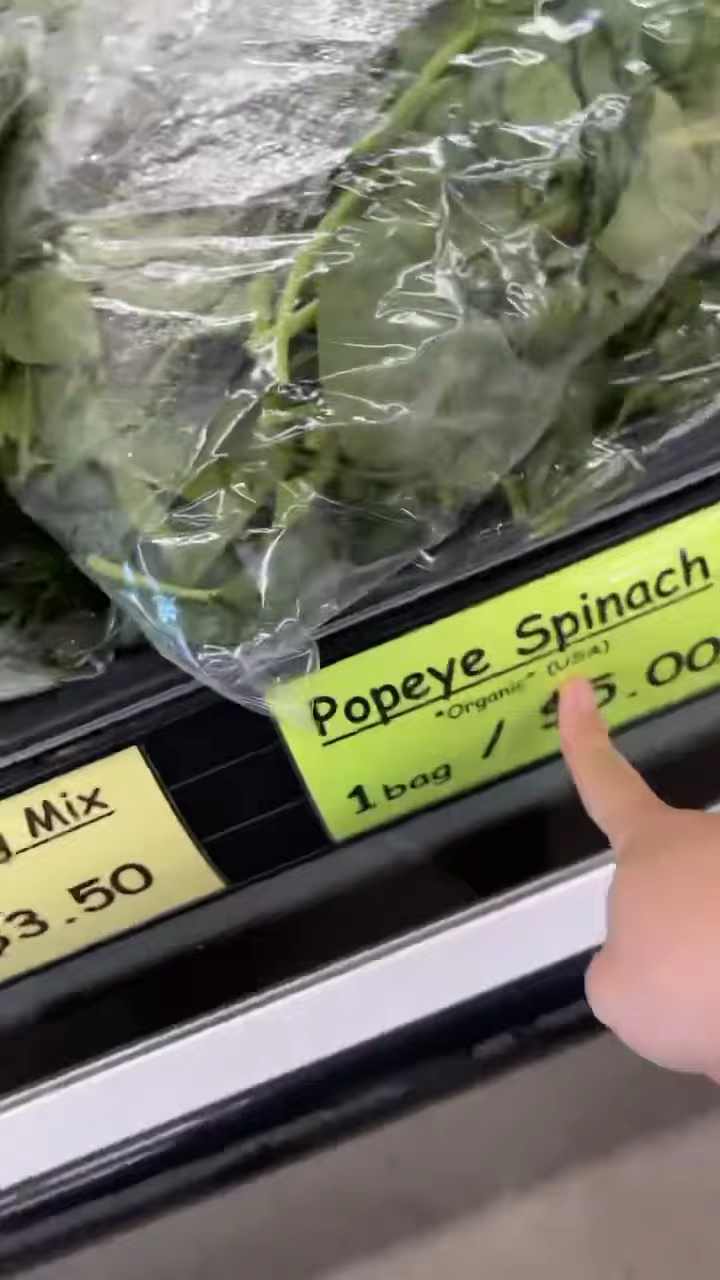 Popeye Spinach
"Organic" (USA)
1 bag / $5.00
Mix
$3.50